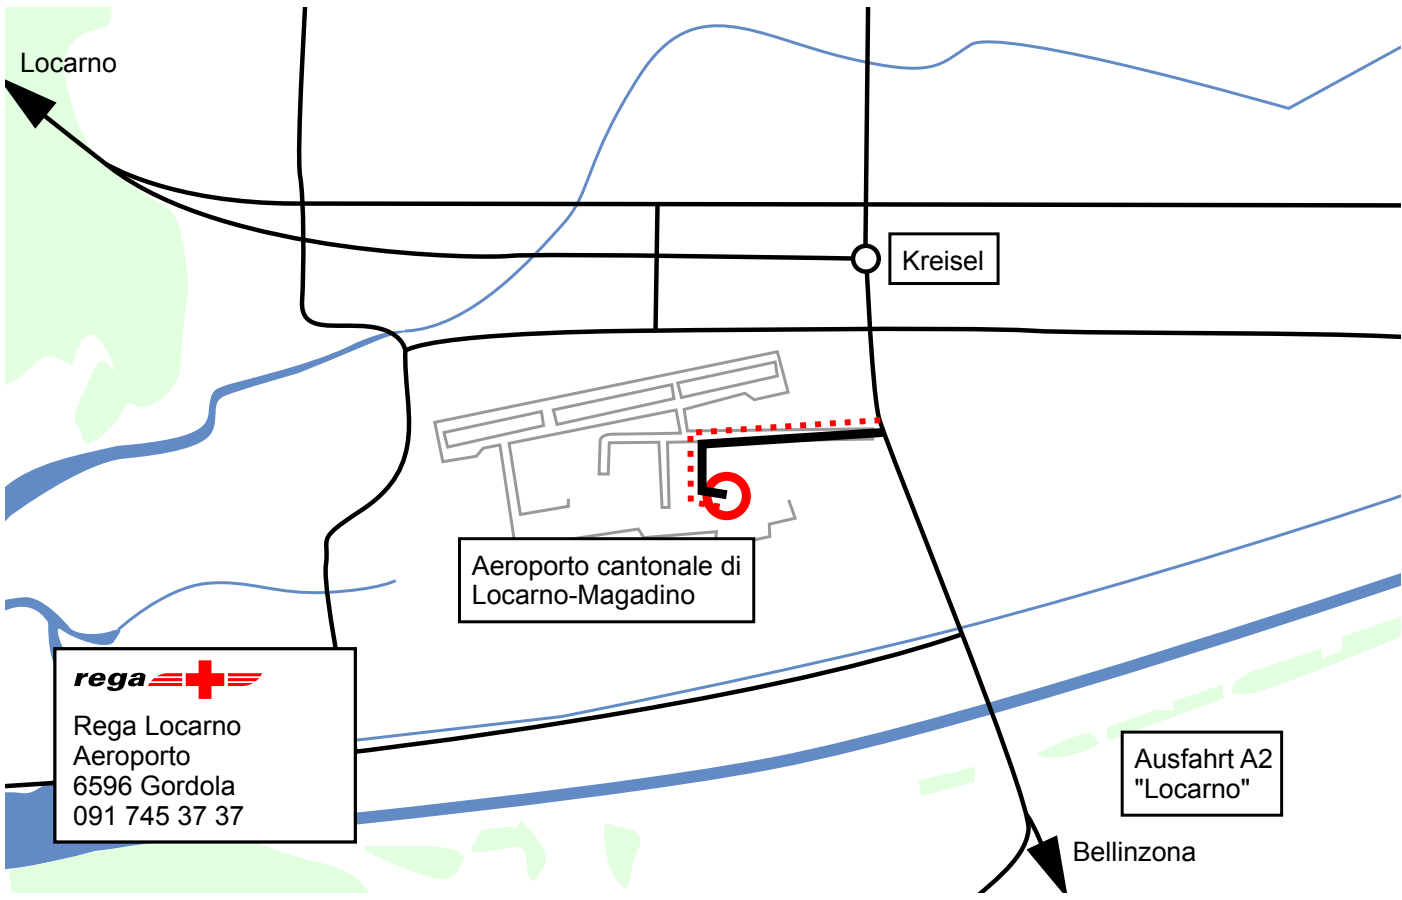 Locarno
Kreisel
Aeroporto cantonale di
Locarno-Magadino
rega
Rega Locarno
Aeroporto
6596 Gordola
091 745 37 37
Ausfahrt A2
"Locarno"
Bellinzona